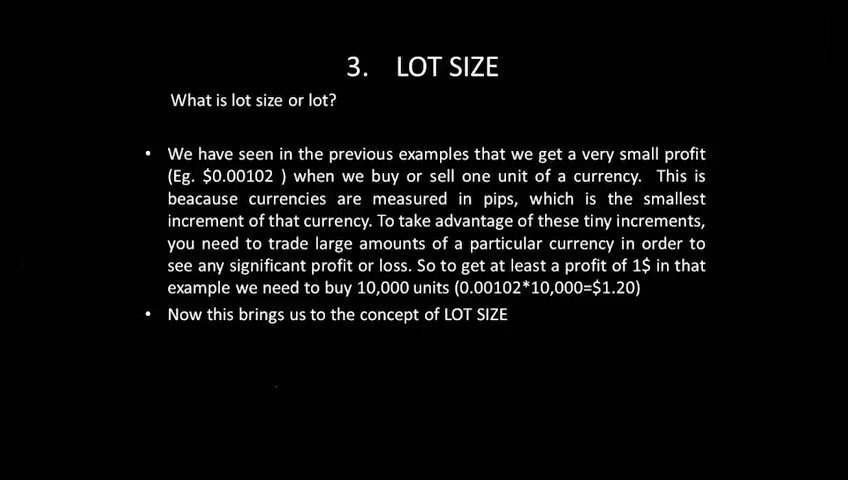 3. LOT SIZE
What is lot size or lot?
• We have seen in the previous examples that we get a very small profit
(Eg. $0.00102 ) when we buy or sell one unit of a currency. This is
beacause currencies are measured in pips, which is the smallest
increment of that currency. To take advantage of these tiny increments,
you need to trade large amounts of a particular currency in order to
see any significant profit or loss. So to get at least a profit of 1$ in that
example we need to buy 10,000 units (0.00102*10,000=$1.20)
• Now this brings us to the concept of LOT SIZE